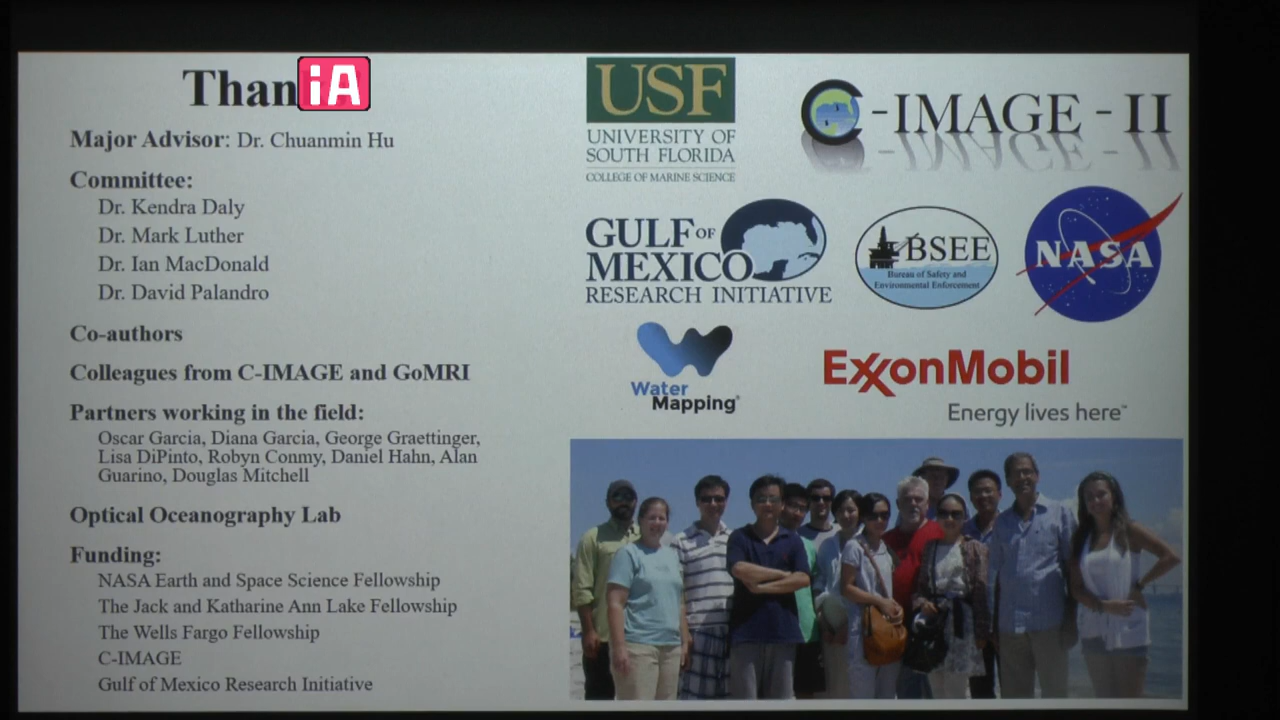 Than
iA
Major Advisor: Dr. Chuanmin Hu
Committee:
Dr. Kendra Daly
Dr. Mark Luther
Dr. Ian MacDonald
Dr. David Palandro
Co-authors
Colleagues from C-IMAGE and GoMRI
Partners working in the field:
Oscar Garcia, Diana Garcia, George Graettinger,
Lisa DiPinto, Robyn Conmy, Daniel Hahn, Alan
Guarino, Douglas Mitchell
Optical Oceanography Lab
Funding:
NASA Earth and Space Science Fellowship
The Jack and Katharine Ann Lake Fellowship
The Wells Fargo Fellowship
C-IMAGE
Gulf of Mexico Research Initiative
USF
UNIVERSITY OF
SOUTH FLORIDA
COLLEGE OF MARINE SCIENCE
C-IMAGE-II
GULF OF
MEXICO
RESEARCH INITIATIVE
BSEE
Bureau of Safety and
Environmental Enforcement
NASA
Water
Mapping®
ExxonMobil
Energy lives here™